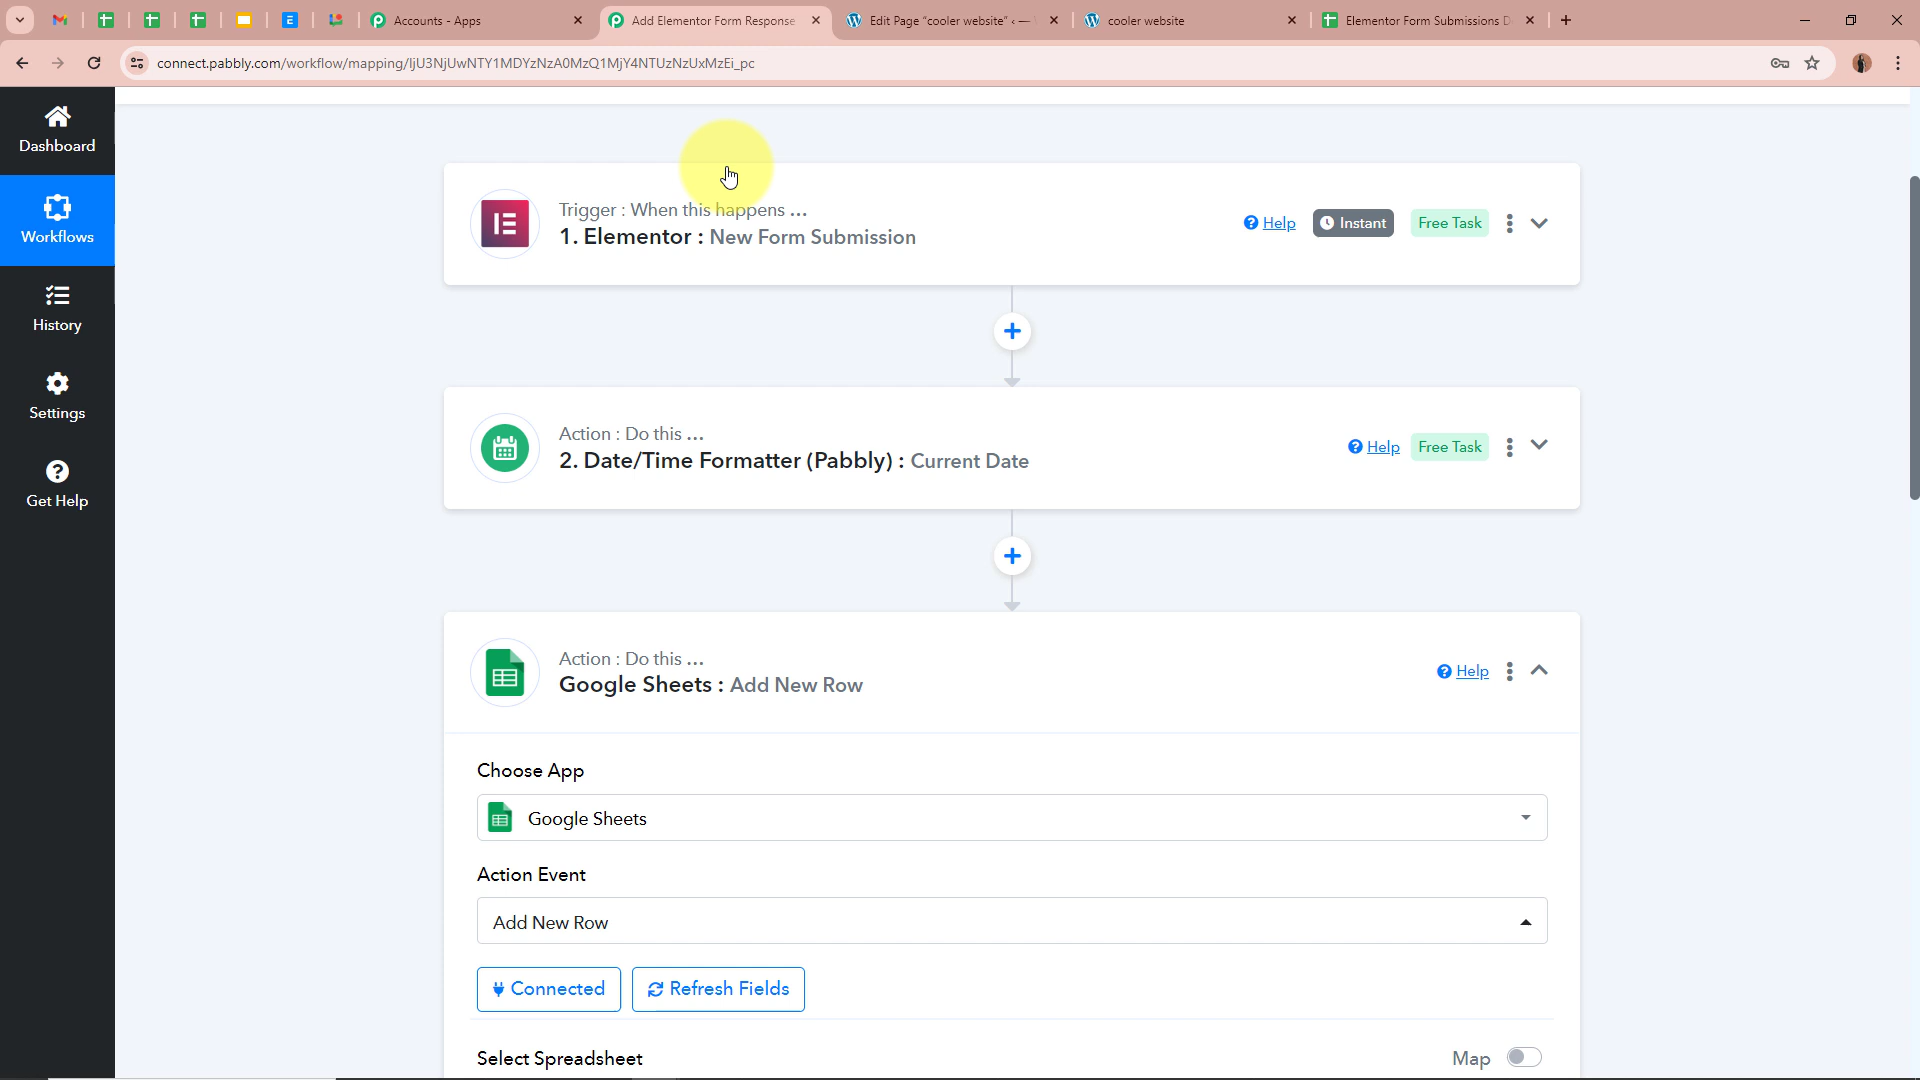 Accounts - Apps
Add Elementor Form Response
Edit Page "cooler website" ‹ —
cooler website
Elementor Form Submissions D
connect.pabbly.com/workflow/mapping/IjU3NjUwNTY1MDYzNzA0MzQ1MjY4NTUzNzUxMzEi_pc
Dashboard
Workflows
History
Settings
Get Help
Trigger : When this happens ...
1. Elementor : New Form Submission
Help
Instant
Free Task
Action : Do this ...
2. Date/Time Formatter (Pabbly) : Current Date
Help
Free Task
Action : Do this ...
Google Sheets : Add New Row
Help
Choose App
Google Sheets
Action Event
Add New Row
Connected
Refresh Fields
Select Spreadsheet
Map